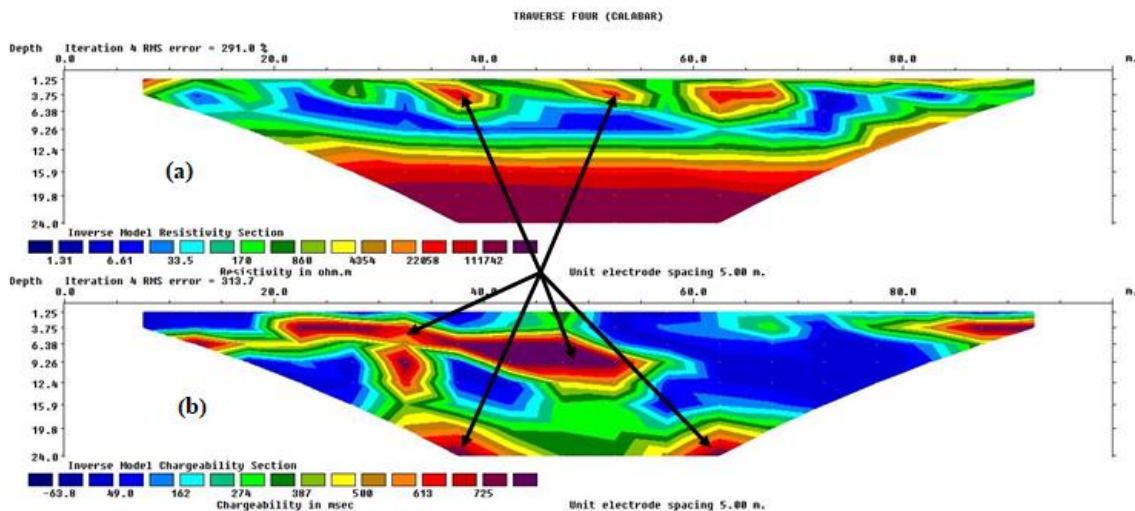 TRAVERSE FOUR (CALABAR)
Depth Iteration 4 RMS error = 291.0 %
0.0 20.0 40.0 60.0 80.0 m.
1.25
3.75
6.38
9.26
12.4
15.9
19.8
24.0
(a)
Inverse Model Resistivity Section
1.31 6.61 33.5 170 860 4354 22058 111742
Resistivity in ohm.m
Unit electrode spacing 5.00 m.
Depth Iteration 4 RMS error = 313.7
0.0 20.0 40.0 60.0 80.0 m.
1.25
3.75
6.38
9.26
12.4
15.9
19.8
24.0
(b)
Inverse Model Chargeability Section
-63.8 49.0 162 274 387 500 613 725
Chargeability in msec
Unit electrode spacing 5.00 m.